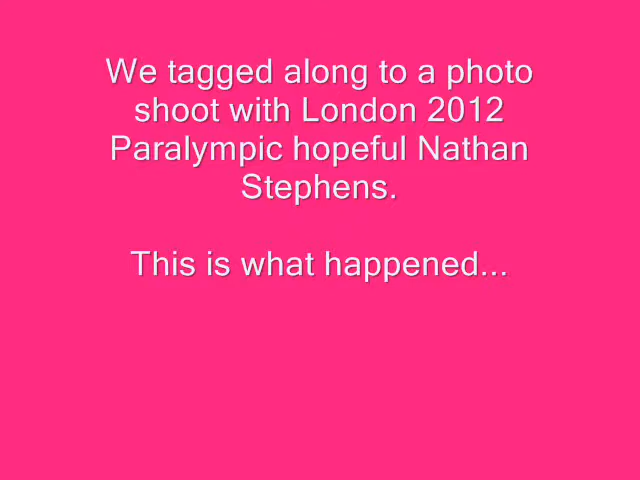 We tagged along to a photo
shoot with London 2012
Paralympic hopeful Nathan
Stephens.
This is what happened...